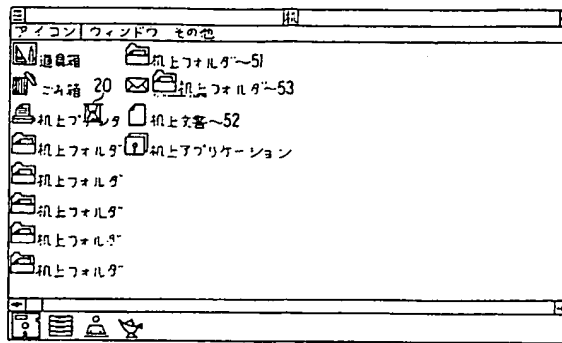 机
アイコン ウィンドウ その他
道具箱 机上フォルダ~51
ごみ箱 20 机上フォルダ~53
机上プリンタ 机上文書~52
机上フォルダ 机上アプリケーション
机上フォルダ
机上フォルダ
机上フォルダ
机上フォルダ